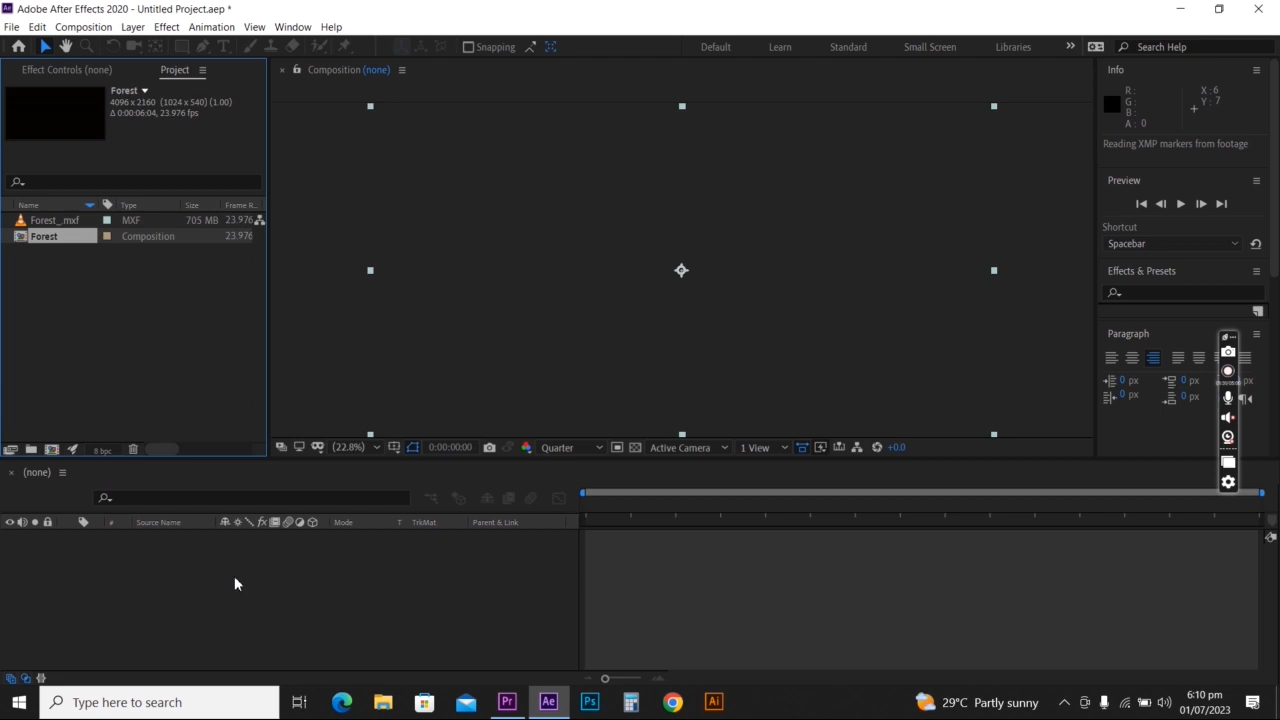 Adobe After Effects 2020 - Untitled Project.aep *
File Edit Composition Layer Effect Animation View Window Help
Snapping Default Learn Standard Small Screen Libraries Search Help
Effect Controls (none) Project
Composition (none)
Info
Forest
4096 x 2160 (1024 x 540) (1.00)
Δ 0:00:06:04, 23.976 fps
R: X: 6
G: Y: 7
B:
A: 0
Reading XMP markers from footage
Preview
Name Type Size Frame R...
Forest_.mxf MXF 705 MB 23.976
Forest Composition 23.976
Shortcut
Spacebar
Effects & Presets
Paragraph
0 px 0 px px
0 px 0 px
8 bpc
(22.8%) 0:00:00:00 Quarter Active Camera 1 View +0.0
(none)
# Source Name fx Mode T TrkMat Parent & Link
Type here to search
Pr Ae Ps Ai
29°C Partly sunny
6:10 pm
01/07/2023